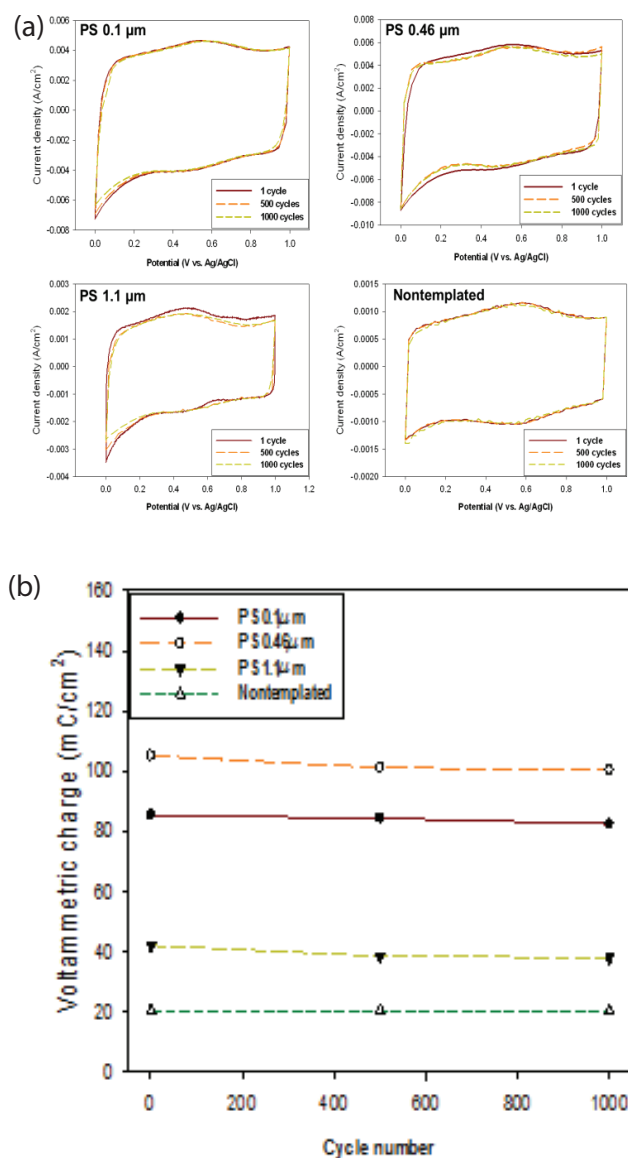 (a)
PS 0.1 µm
Current density (A/cm²)
0.006
0.004
0.002
0.000
-0.002
-0.004
-0.006
-0.008
1 cycle
500 cycles
1000 cycles
0.0 0.2 0.4 0.6 0.8 1.0
Potential (V vs. Ag/AgCl)
PS 0.46 µm
Current density (A/cm²)
0.008
0.006
0.004
0.002
0.000
-0.002
-0.004
-0.006
-0.008
-0.010
1 cycle
500 cycles
1000 cycles
0.0 0.2 0.4 0.6 0.8 1.0
Potential (V vs. Ag/AgCl)
PS 1.1 µm
Current density (A/cm²)
0.003
0.002
0.001
0.000
-0.001
-0.002
-0.003
-0.004
1 cycle
500 cycles
1000 cycles
0.0 0.2 0.4 0.6 0.8 1.0 1.2
Potential (V vs. Ag/AgCl)
Nontemplated
Current density (A/cm²)
0.0015
0.0010
0.0005
0.0000
-0.0005
-0.0010
-0.0015
-0.0020
1 cycle
500 cycles
1000 cycles
0.0 0.2 0.4 0.6 0.8 1.0
Potential (V vs. Ag/AgCl)
(b)
Voltammetric charge (mC/cm²)
160
140
120
100
80
60
40
20
0
PS0.1µm
PS0.46µm
PS1.1µm
Nontemplated
0 200 400 600 800 1000
Cycle number